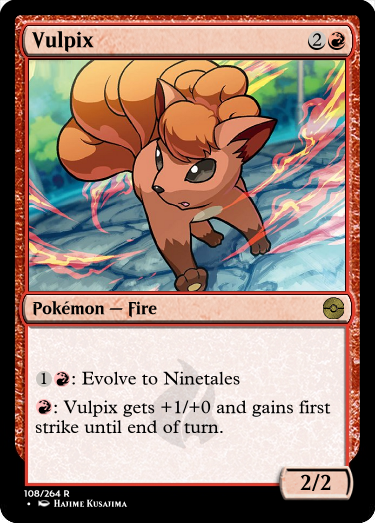 Vulpix 2
Pokémon — Fire
1 : Evolve to Ninetales
: Vulpix gets +1/+0 and gains first
strike until end of turn.
2/2
108/264 R
• Hajime Kusajima